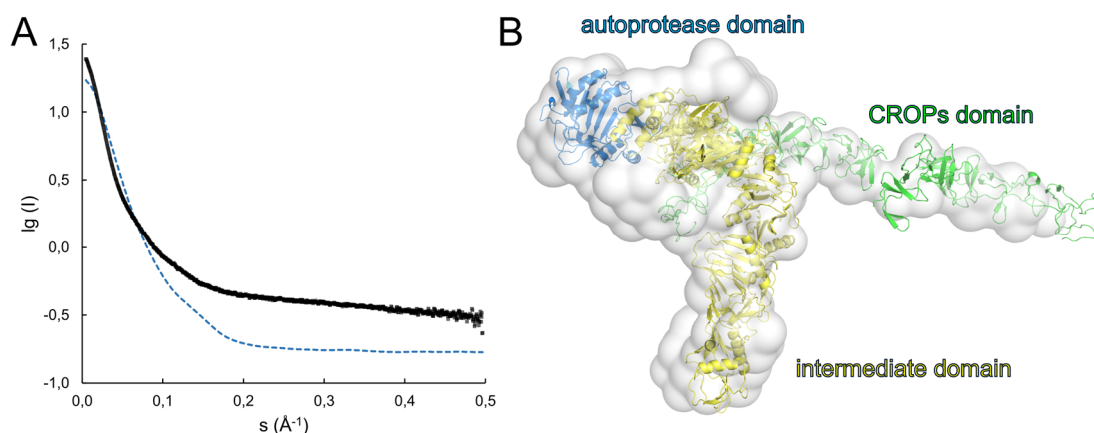 A
1,5
1,0
0,5
0,0
-0,5
-1,0
lg (I)
0,0 0,1 0,2 0,3 0,4 0,5
s (Å-1)
B
autoprotease domain
CROPs domain
intermediate domain